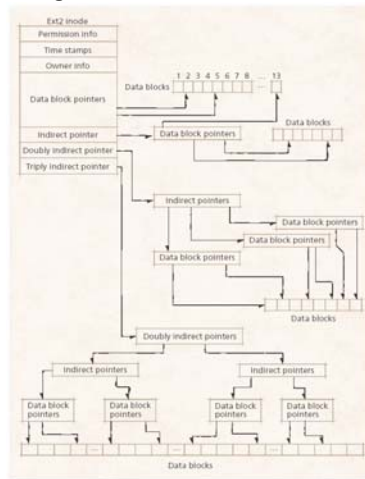 Ext2 inode
Permission info
Time stamps
Owner info
Data block pointers
Indirect pointer
Doubly indirect pointer
Triply indirect pointer
1 2 3 4 5 6 7 8 ... 13
Data blocks
Data block pointers
Data blocks
Indirect pointers
Data block pointers
Data block pointers
Data block pointers
Data blocks
Doubly indirect pointers
Indirect pointers
Indirect pointers
Data block
pointers
Data block
pointers
Data block
pointers
Data block
pointers
Data blocks